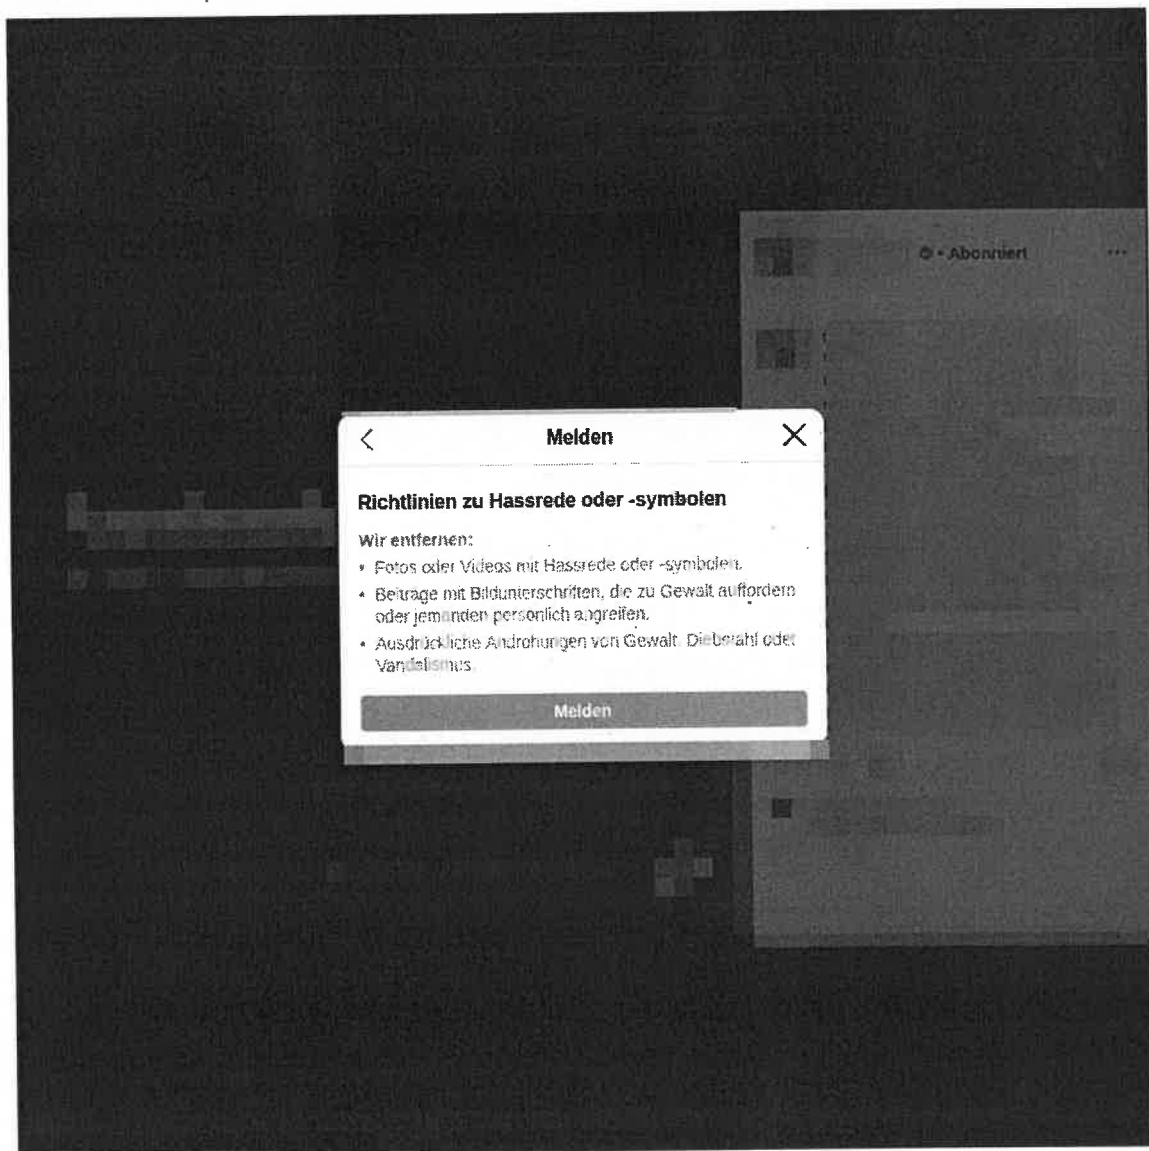 • Abonniert ...
Melden
Richtlinien zu Hassrede oder -symbolen
Wir entfernen:
• Fotos oder Videos mit Hassrede oder -symbolen.
• Beiträge mit Bildunterschriften, die zu Gewalt auffordern
oder jemanden persönlich angreifen.
• Ausdrückliche Androhungen von Gewalt, Diebstahl oder
Vandalismus.
Melden